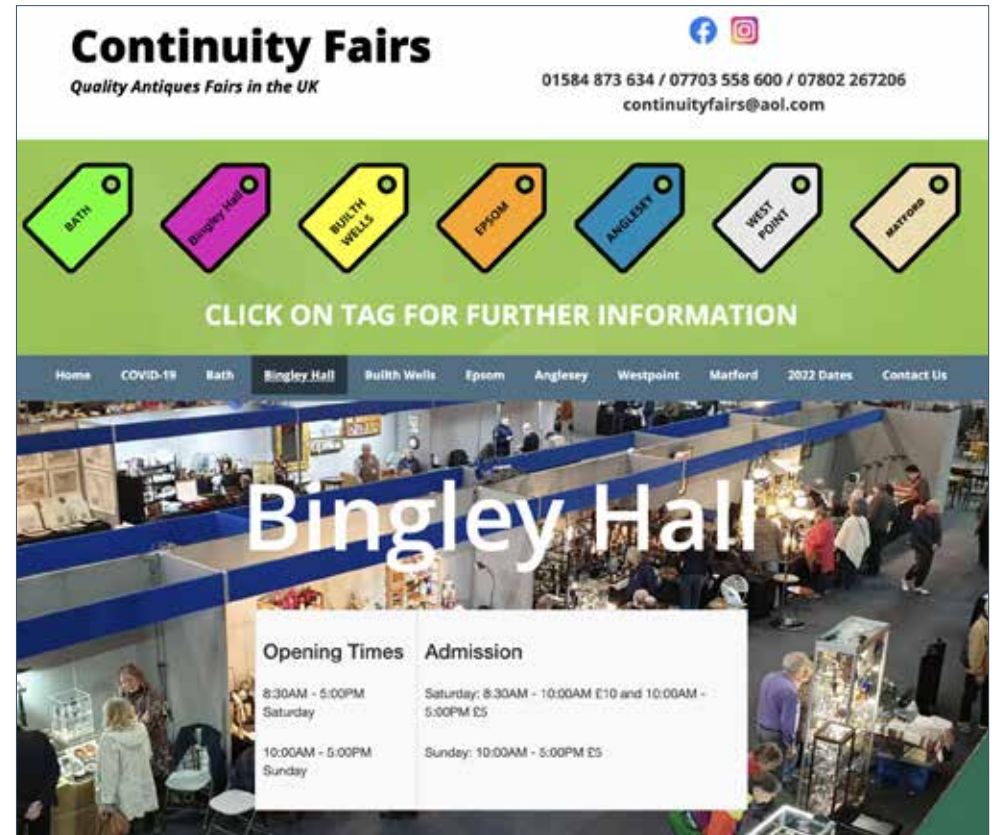 Continuity Fairs
Quality Antiques Fairs in the UK
01584 873 634 / 07703 558 600 / 07802 267206
continuityfairs@aol.com
BATH
Bingley Hall
BUILTH
WELLS
EPSOM
ANGLESEY
WEST
POINT
MATFORD
CLICK ON TAG FOR FURTHER INFORMATION
Home COVID-19 Bath Bingley Hall Builth Wells Epsom Anglesey Westpoint Matford 2022 Dates Contact Us
Bingley Hall
Opening Times
8:30AM - 5:00PM
Saturday
10:00AM - 5:00PM
Sunday
Admission
Saturday: 8:30AM - 10:00AM £10 and 10:00AM -
5:00PM £5
Sunday: 10:00AM - 5:00PM £5